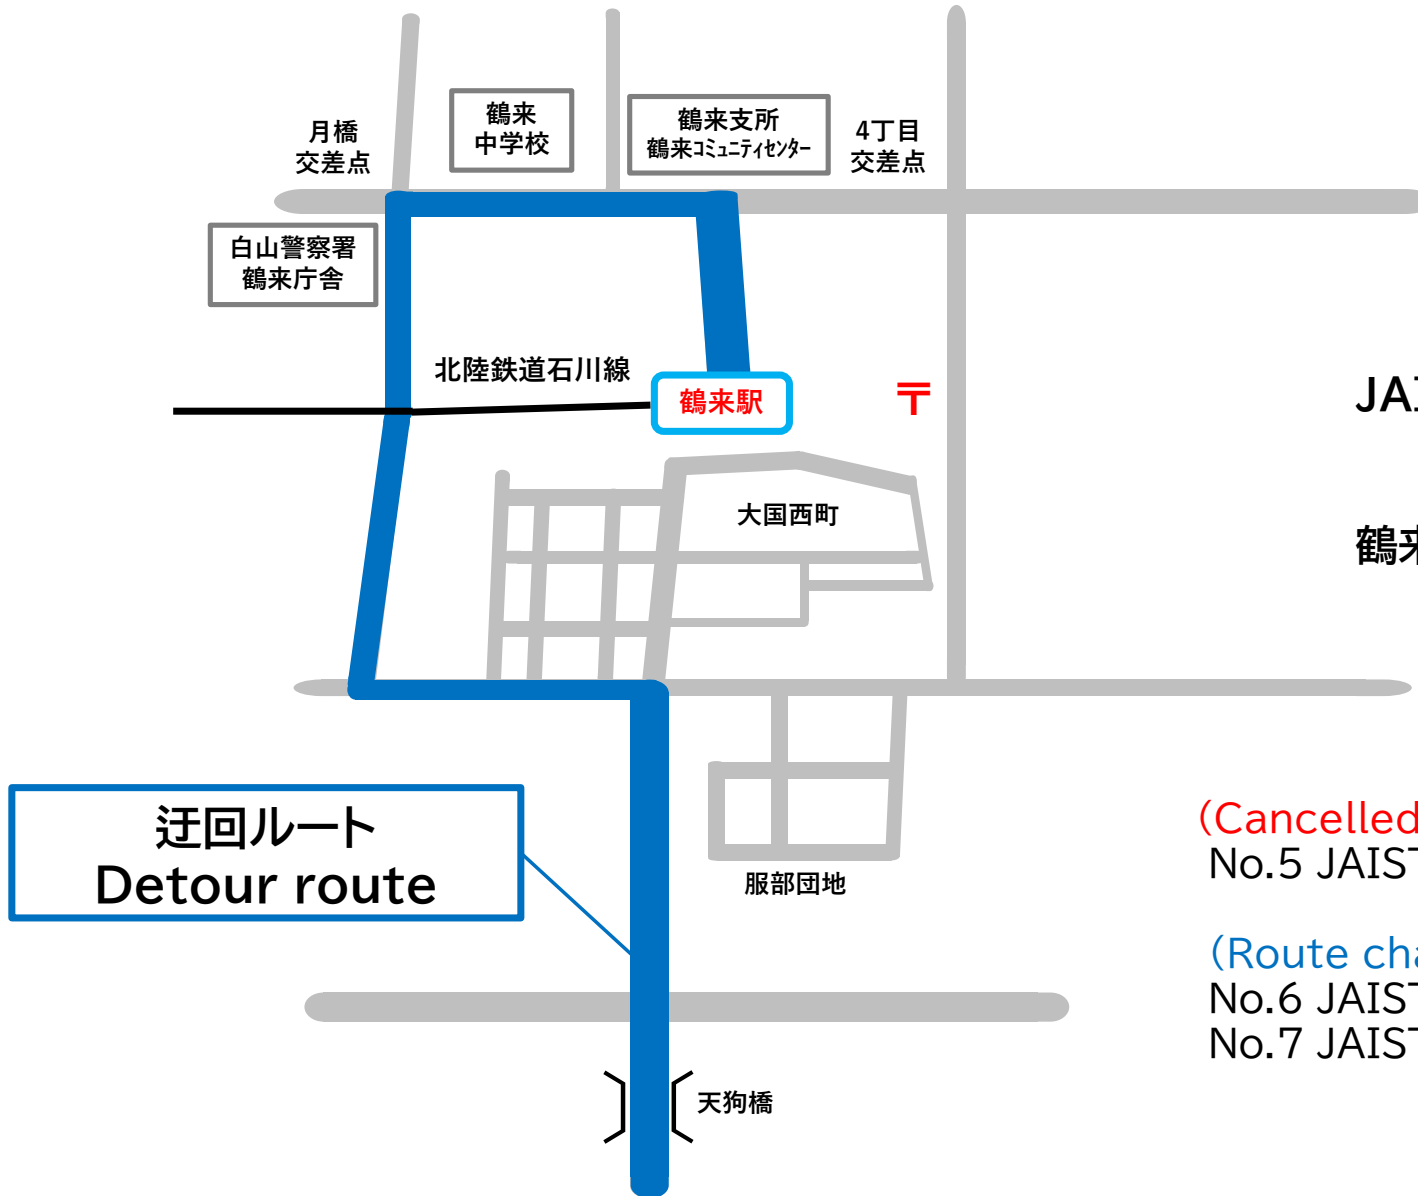 月橋
交差点
鶴来
中学校
鶴来支所
鶴来ｺﾐｭﾆﾃｨｾﾝﾀｰ
4丁目
交差点
白山警察署
鶴来庁舎
北陸鉄道石川線
鶴来駅
〒
大国西町
服部団地
迂回ルート
Detour route
天狗橋
鶴
(Cancelled
No.5 JAIST
(Route cha
No.6 JAIST
No.7 JAIST